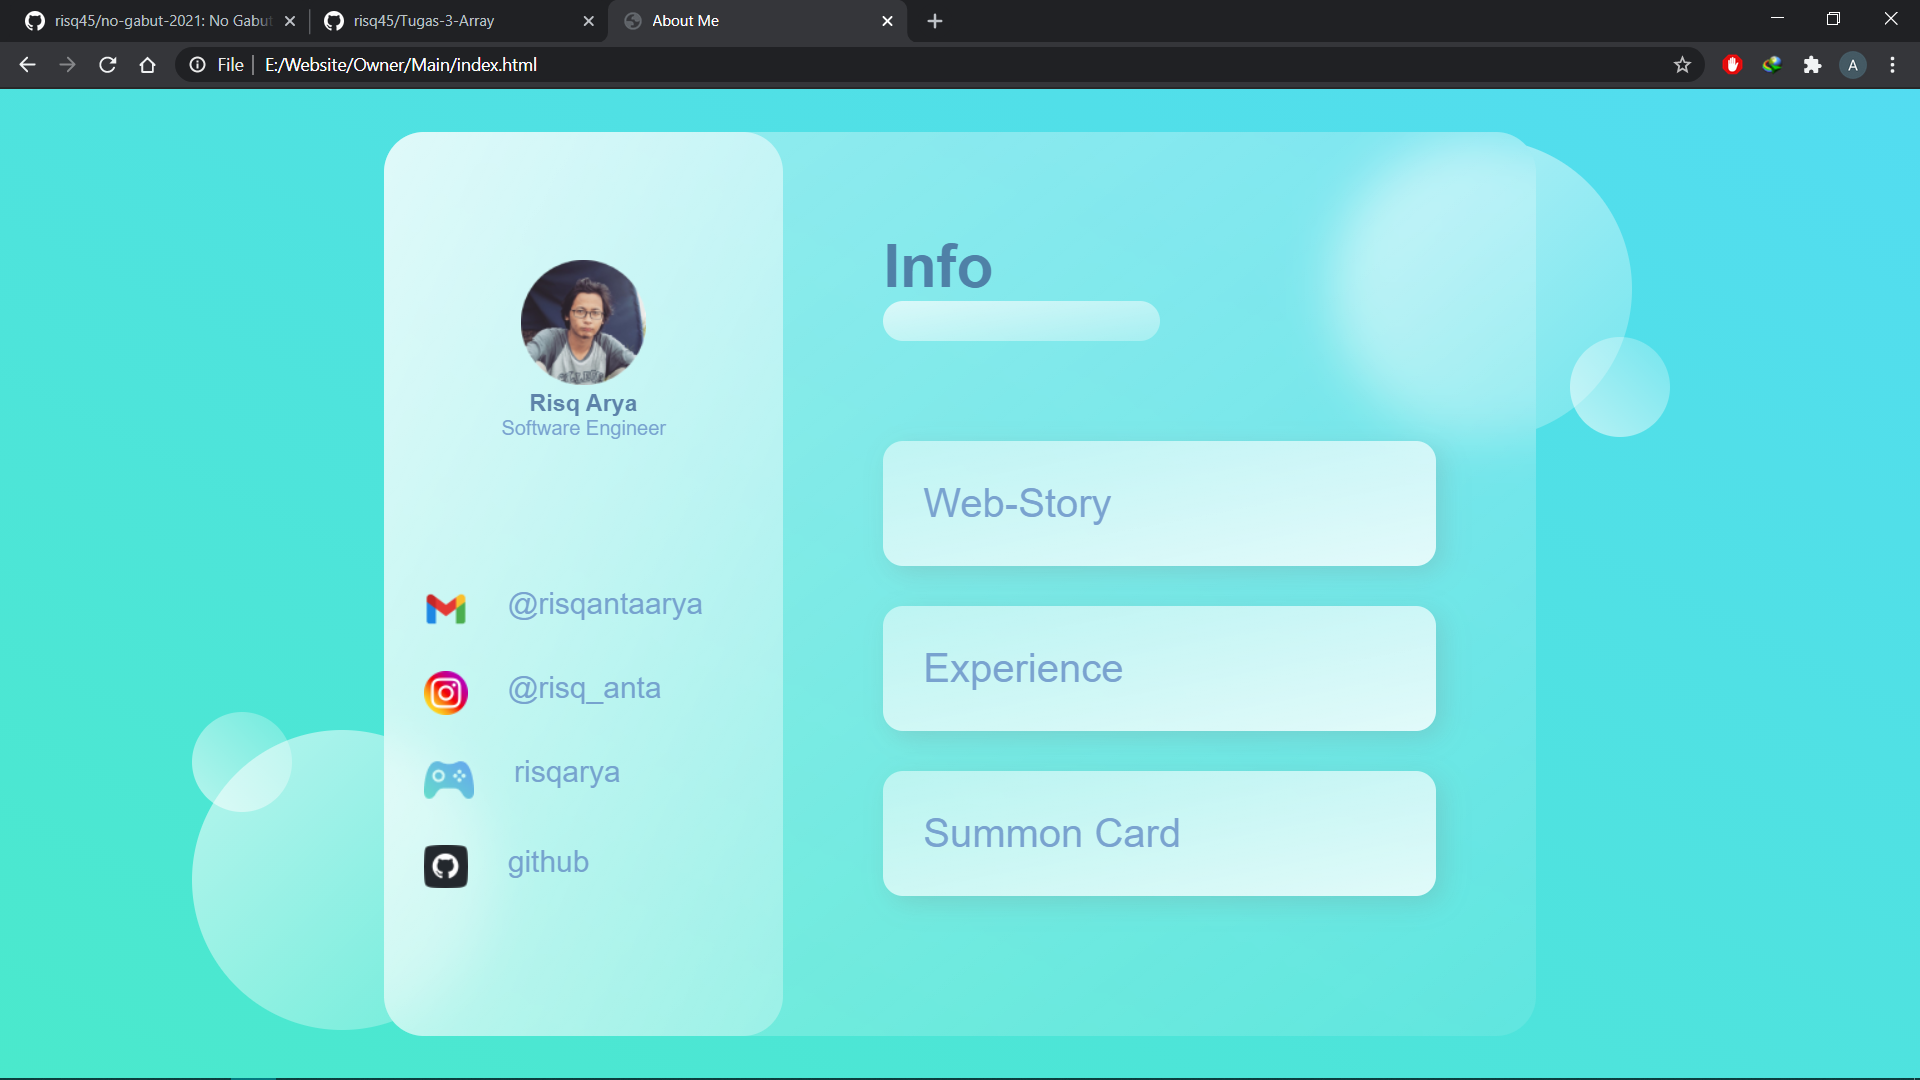 risq45/no-gabut-2021: No Gabut
risq45/Tugas-3-Array
About Me
File
E:/Website/Owner/Main/index.html
A
Info
Risq Arya
Software Engineer
Web-Story
@risqantaarya
Experience
@risq_anta
risqarya
Summon Card
github